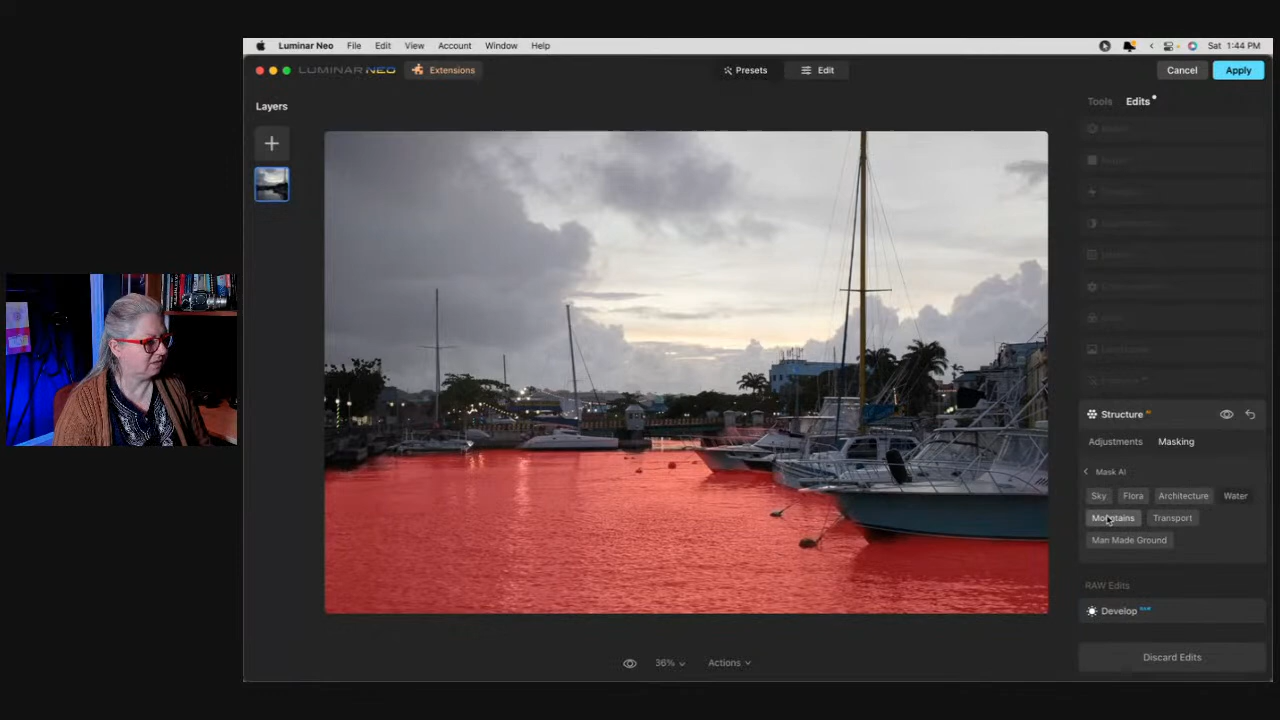 Luminar Neo File Edit View Account Window Help Sat 1:44 PM
LUMINAR NEO Extensions Presets Edit Cancel Apply
Layers
Tools Edits
Structure AI
Adjustments Masking
Mask AI
Sky Flora Architecture Water
Mountains Transport
Man Made Ground
RAW Edits
Develop RAW
36% Actions
Discard Edits